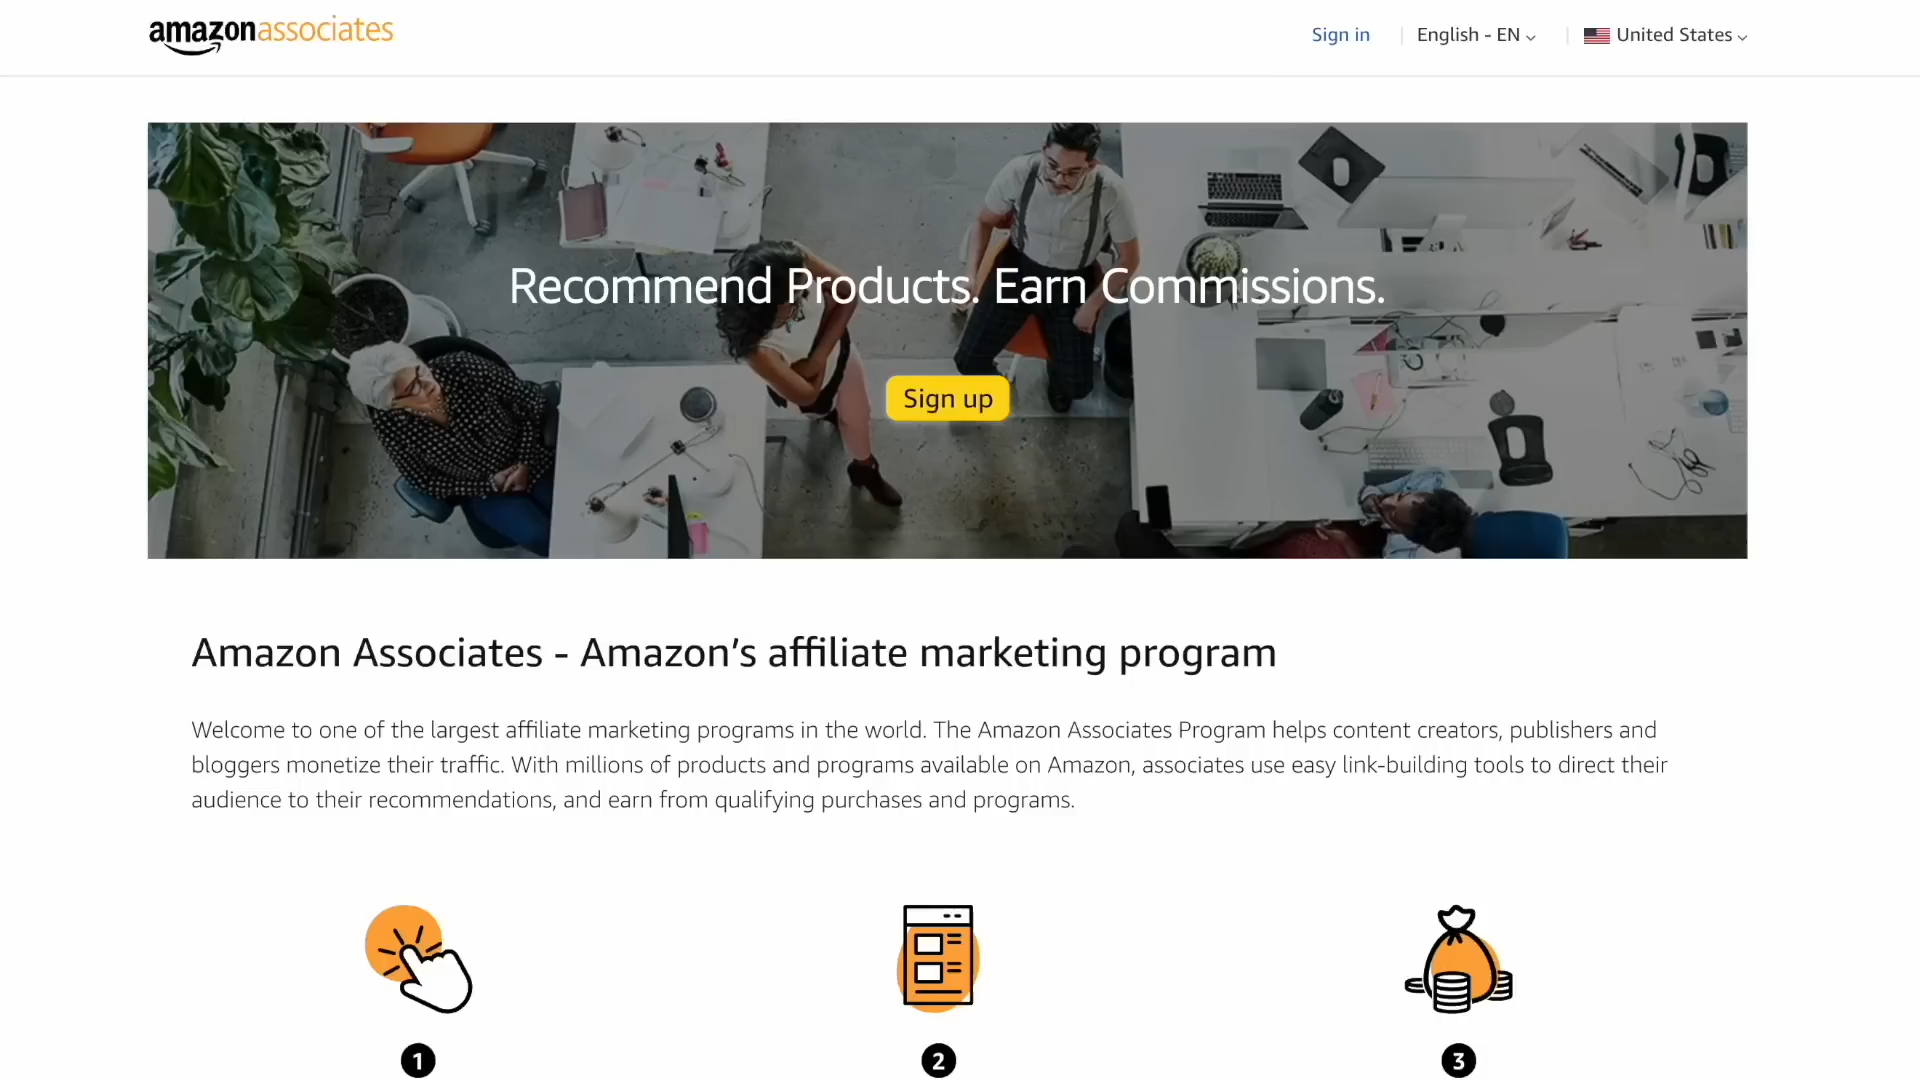 amazonassociates
Sign in
English - EN
United States
Recommend Products. Earn Commissions.
Sign up
Amazon Associates - Amazon’s affiliate marketing program
Welcome to one of the largest affiliate marketing programs in the world. The Amazon Associates Program helps content creators, publishers and
bloggers monetize their traffic. With millions of products and programs available on Amazon, associates use easy link-building tools to direct their
audience to their recommendations, and earn from qualifying purchases and programs.
1
2
3